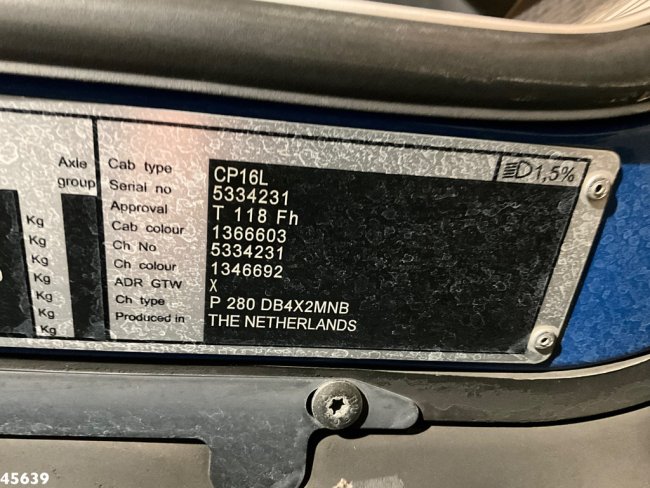 Axle
group
Kg
Kg
Kg
Kg
Kg
Kg
Kg
Cab type CP16L
Serial no 5334231
Approval T 118 Fh
Cab colour 1366603
Ch No 5334231
Ch colour 1346692
ADR GTW X
Ch type P 280 DB4X2MNB
Produced in THE NETHERLANDS
1,5%
45639